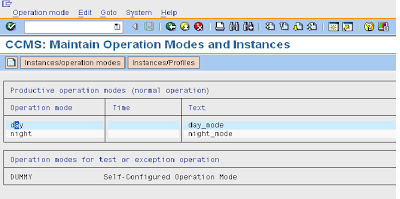 Operation mode Edit Goto System Help
CCMS: Maintain Operation Modes and Instances
Instances/operation modes Instances/Profiles
Productive operation modes (normal operation)
Operation mode Time Text
day day_mode
night night_mode
Operation modes for test or exception operation
DUMMY Self-Configured Operation Mode